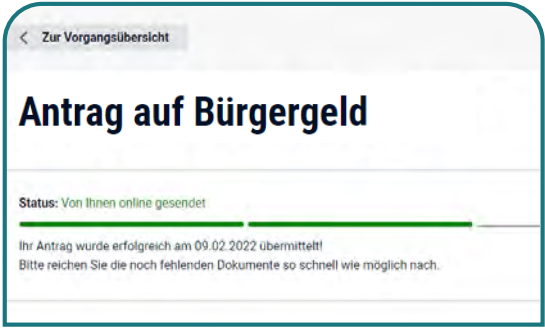 Zur Vorgangsübersicht
Antrag auf Bürgergeld
Status: Von Ihnen online gesendet
Ihr Antrag wurde erfolgreich am 09.02.2022 übermittelt!
Bitte reichen Sie die noch fehlenden Dokumente so schnell wie möglich nach.